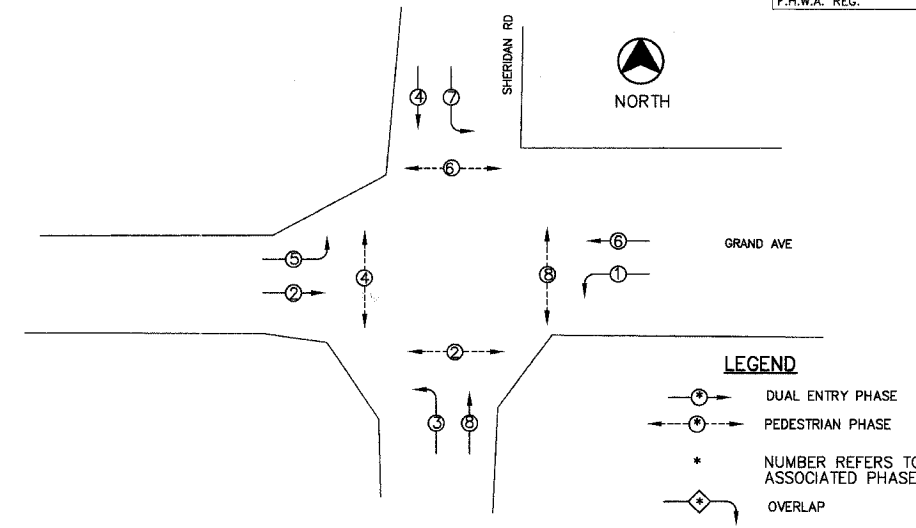 F.H.W.A. REG.
SHERIDAN RD
NORTH
4
7
6
5
2
4
8
6
1
GRAND AVE
2
3
8
LEGEND
* DUAL ENTRY PHASE
* PEDESTRIAN PHASE
* NUMBER REFERS TO
ASSOCIATED PHASE
* OVERLAP